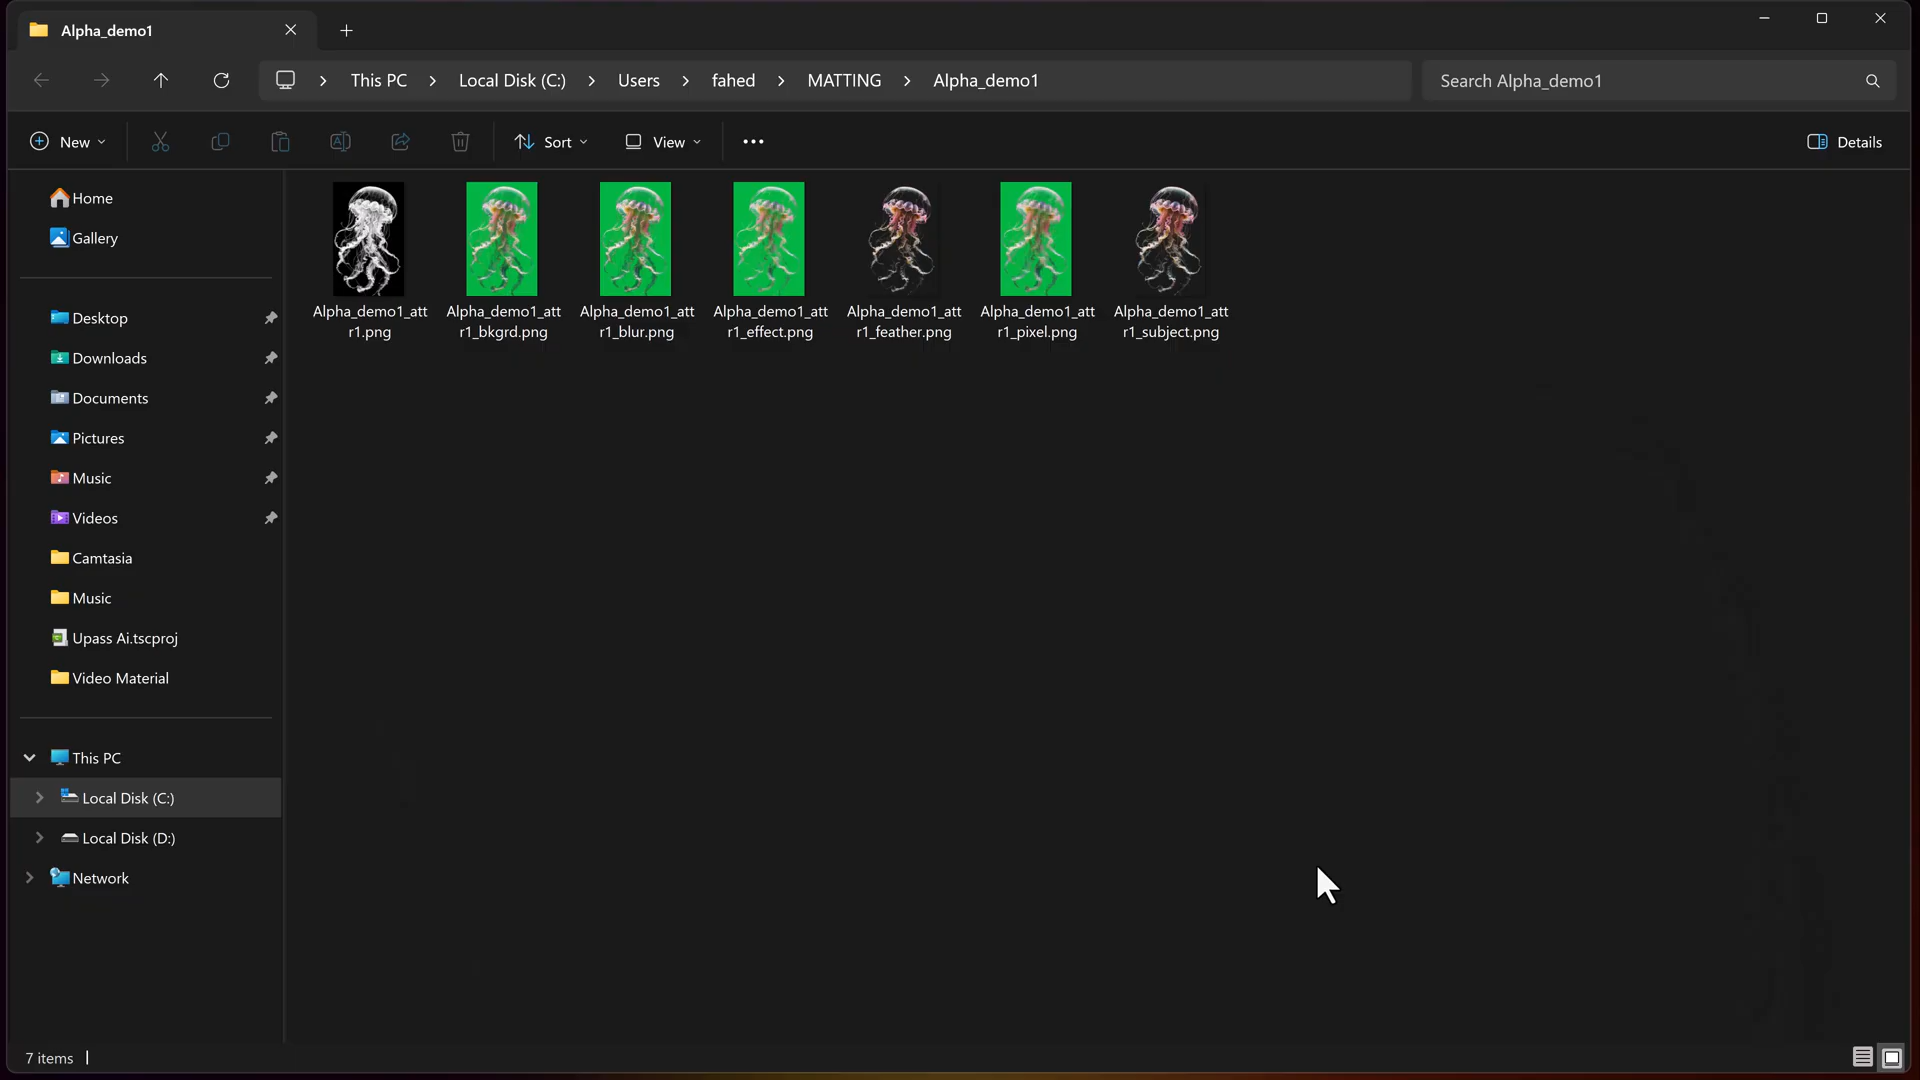 Alpha_demo1
This PC
Local Disk (C:)
Users
fahed
MATTING
Alpha_demo1
Search Alpha_demo1
New
Sort
View
Details
Home
Gallery
Desktop
Downloads
Documents
Pictures
Music
Videos
Camtasia
Music
Upass Ai.tscproj
Video Material
This PC
Local Disk (C:)
Local Disk (D:)
Network
Alpha_demo1_att
r1.png
Alpha_demo1_att
r1_bkgrd.png
Alpha_demo1_att
r1_blur.png
Alpha_demo1_att
r1_effect.png
Alpha_demo1_att
r1_feather.png
Alpha_demo1_att
r1_pixel.png
Alpha_demo1_att
r1_subject.png
7 items